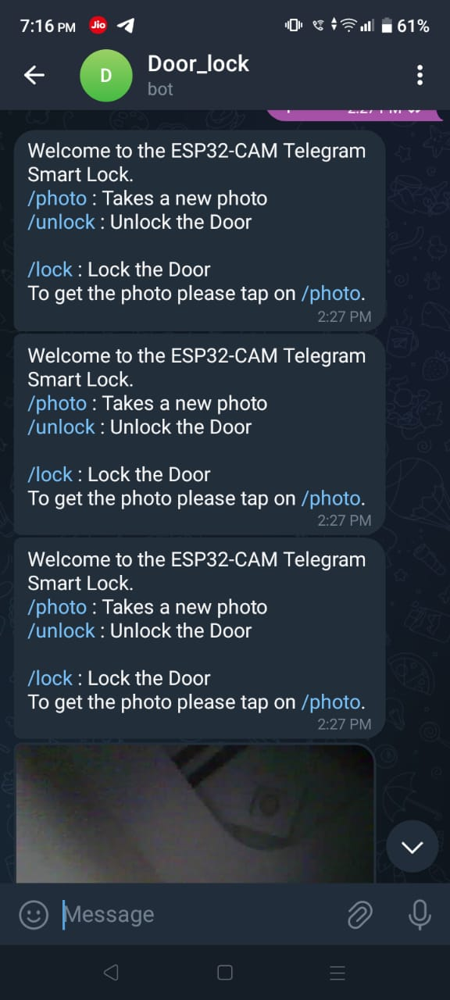 7:16 PM
Jio
61%
D
Door_lock
bot
2:27 PM
Welcome to the ESP32-CAM Telegram
Smart Lock.
/photo : Takes a new photo
/unlock : Unlock the Door
/lock : Lock the Door
To get the photo please tap on /photo.
2:27 PM
Welcome to the ESP32-CAM Telegram
Smart Lock.
/photo : Takes a new photo
/unlock : Unlock the Door
/lock : Lock the Door
To get the photo please tap on /photo.
2:27 PM
Welcome to the ESP32-CAM Telegram
Smart Lock.
/photo : Takes a new photo
/unlock : Unlock the Door
/lock : Lock the Door
To get the photo please tap on /photo.
2:27 PM
Message